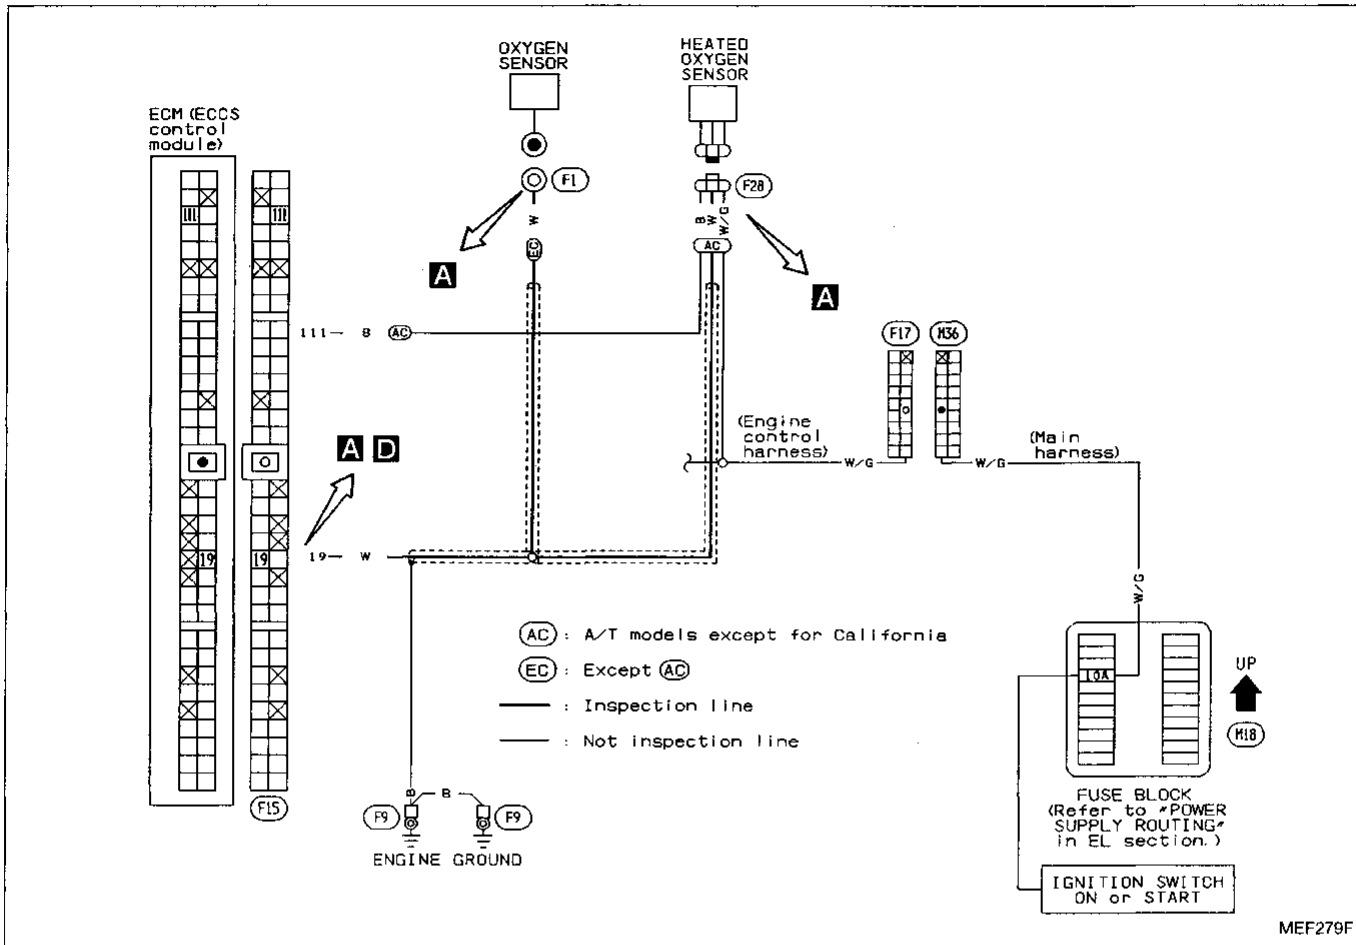 OXYGEN
SENSOR
HEATED
OXYGEN
SENSOR
ECM (ECCS
control
module)
F1
F28
W
B
W
W/G
EC
AC
A
A
111
111
111— B AC
F17
M36
(Engine
control
harness)
(Main
harness)
W/G
W/G
A D
19
19
19— W
W/G
AC : A/T models except for California
EC : Except AC
: Inspection line
: Not inspection line
10A
UP
M18
F15
B
B
F9
F9
ENGINE GROUND
FUSE BLOCK
(Refer to "POWER
SUPPLY ROUTING"
in EL section.)
IGNITION SWITCH
ON or START
MEF279F